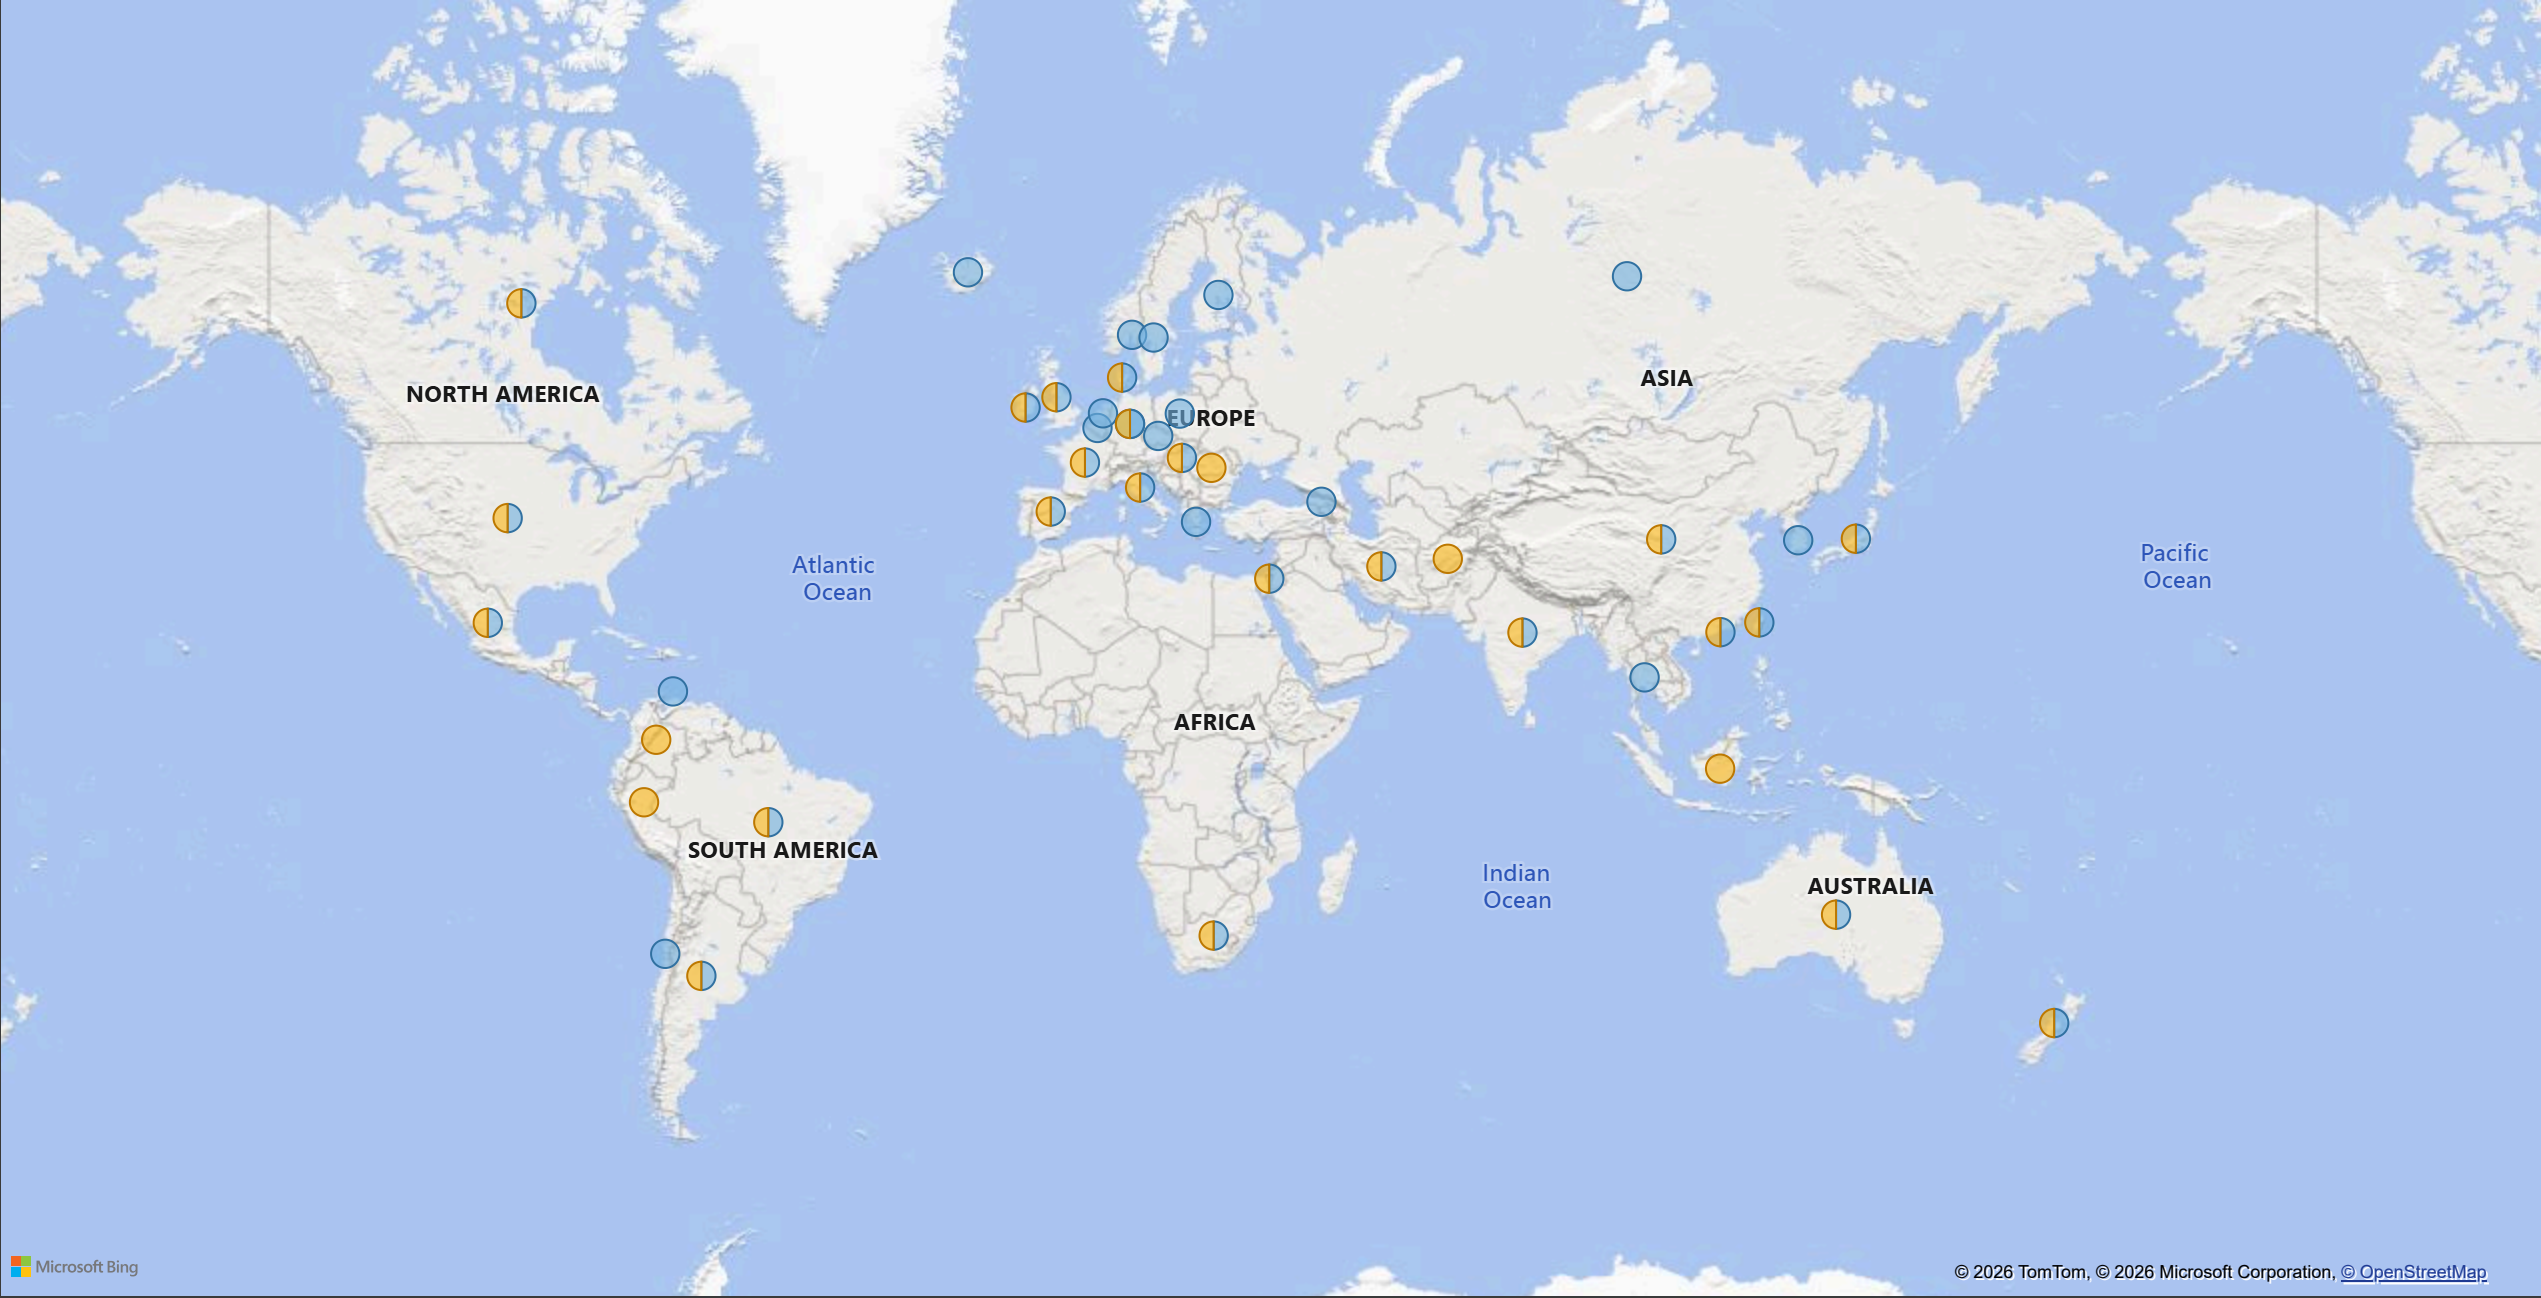 NORTH AMERICA
ASIA
EUROPE
Atlantic
Ocean
Pacific
Ocean
AFRICA
SOUTH AMERICA
Indian
Ocean
AUSTRALIA
Microsoft Bing
© 2026 TomTom, © 2026 Microsoft Corporation, © OpenStreetMap